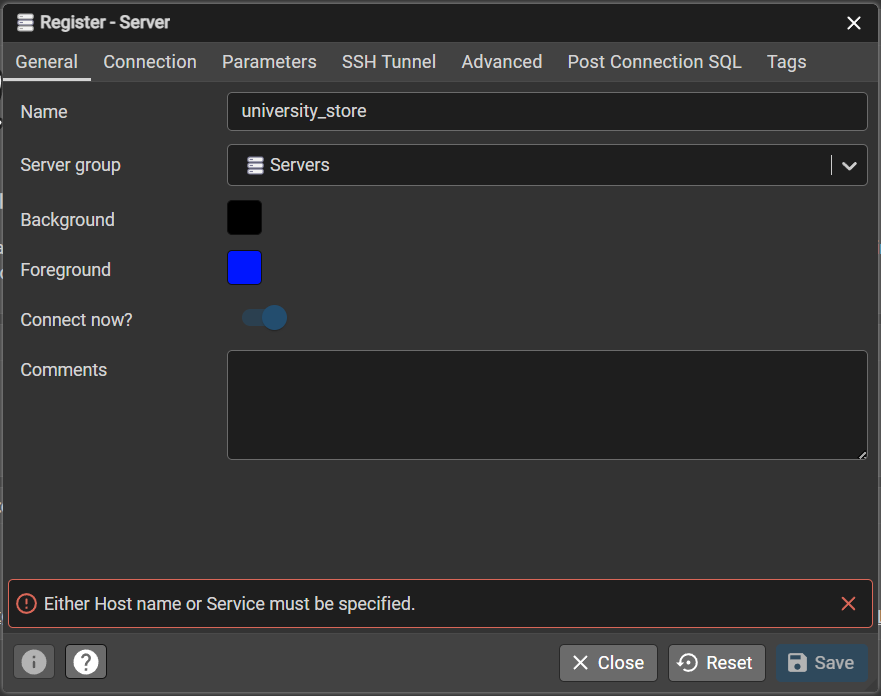 Register - Server
General Connection Parameters SSH Tunnel Advanced Post Connection SQL Tags
Name university_store
Server group Servers
Background
Foreground
Connect now?
Comments
Either Host name or Service must be specified.
Close Reset Save